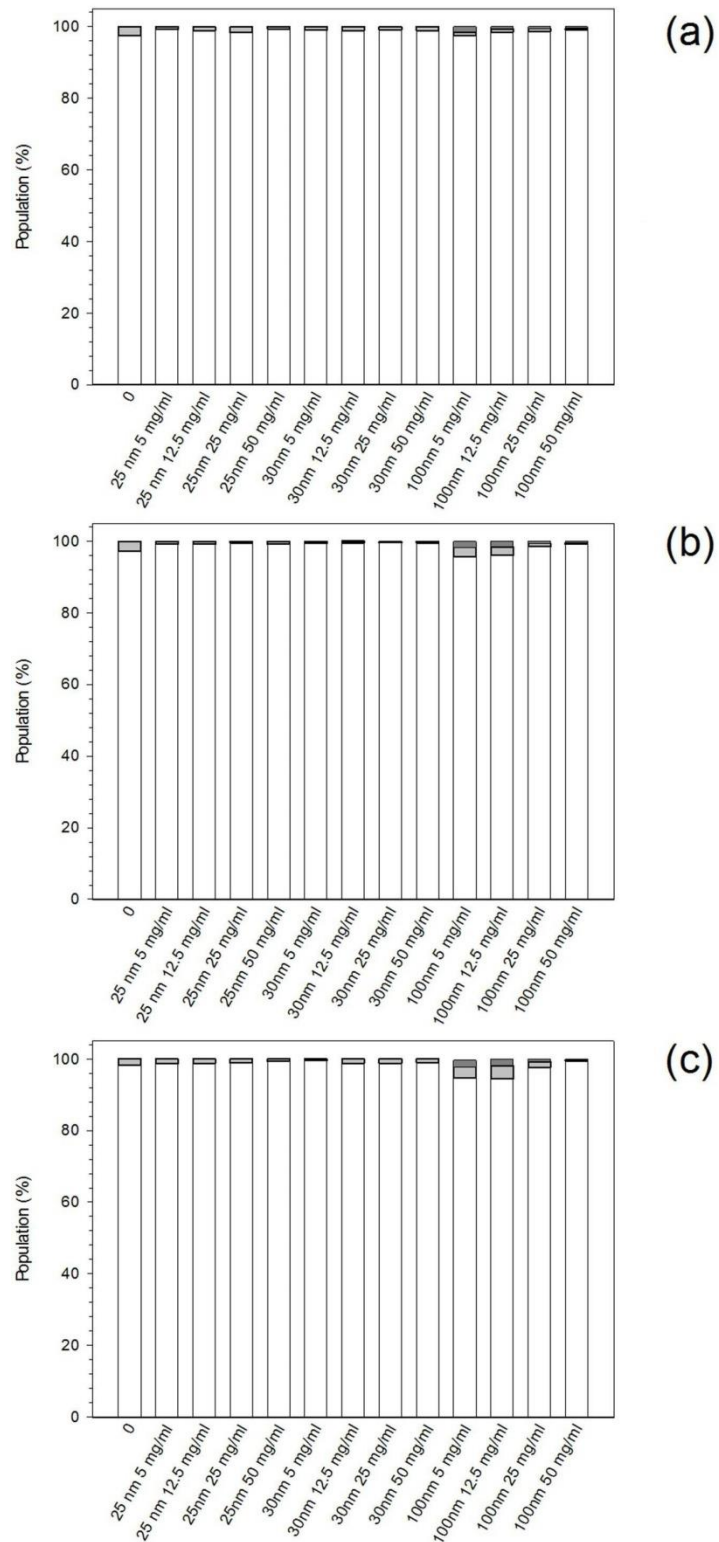 (a)
100
80
60
40
20
0
Population (%)
0
25 nm 5 mg/ml
25 nm 12.5 mg/ml
25nm 25 mg/ml
25nm 50 mg/ml
30nm 5 mg/ml
30nm 12.5 mg/ml
30nm 25 mg/ml
30nm 50 mg/ml
100nm 5 mg/ml
100nm 12.5 mg/ml
100nm 25 mg/ml
100nm 50 mg/ml
(b)
100
80
60
40
20
0
Population (%)
0
25 nm 5 mg/ml
25 nm 12.5 mg/ml
25nm 25 mg/ml
25nm 50 mg/ml
30nm 5 mg/ml
30nm 12.5 mg/ml
30nm 25 mg/ml
30nm 50 mg/ml
100nm 5 mg/ml
100nm 12.5 mg/ml
100nm 25 mg/ml
100nm 50 mg/ml
(c)
100
80
60
40
20
0
Population (%)
0
25 nm 5 mg/ml
25 nm 12.5 mg/ml
25nm 25 mg/ml
25nm 50 mg/ml
30nm 5 mg/ml
30nm 12.5 mg/ml
30nm 25 mg/ml
30nm 50 mg/ml
100nm 5 mg/ml
100nm 12.5 mg/ml
100nm 25 mg/ml
100nm 50 mg/ml